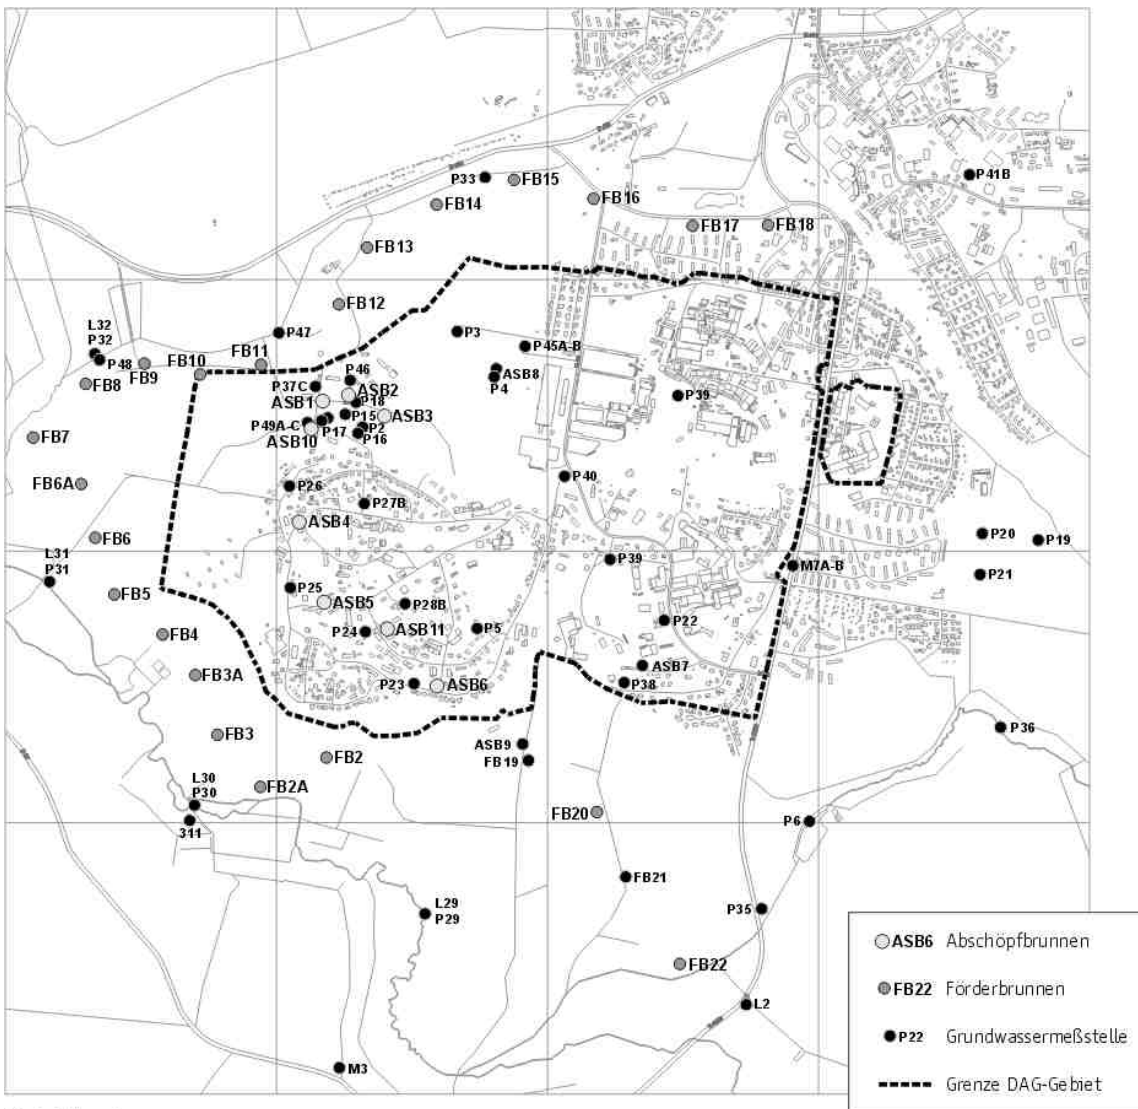 P41B
P33
FB15
FB14
FB16
FB17
FB18
FB13
FB12
P47
P3
P45A-B
L32
P32
P48
FB8
FB9
FB10
FB11
P46
P37C
ASB2
ASB1
P18
ASB8
P4
P39
P15
ASB3
P49A-C
P17
P2
P16
ASB10
FB7
FB6A
P26
P27B
P40
ASB4
FB6
P20
P19
L31
P31
P39
M7A-B
P21
FB5
P25
ASB5
P28B
FB4
P24
ASB11
P5
P22
FB3A
ASB7
P23
ASB6
P38
FB3
ASB9
FB19
P36
FB2
FB2A
L30
P30
311
FB20
P6
FB21
L29
P29
P35
FB22
L2
M3
ASB6 Abschöpfbrunnen
FB22 Förderbrunnen
P22 Grundwassermeßstelle
Grenze DAG-Gebiet